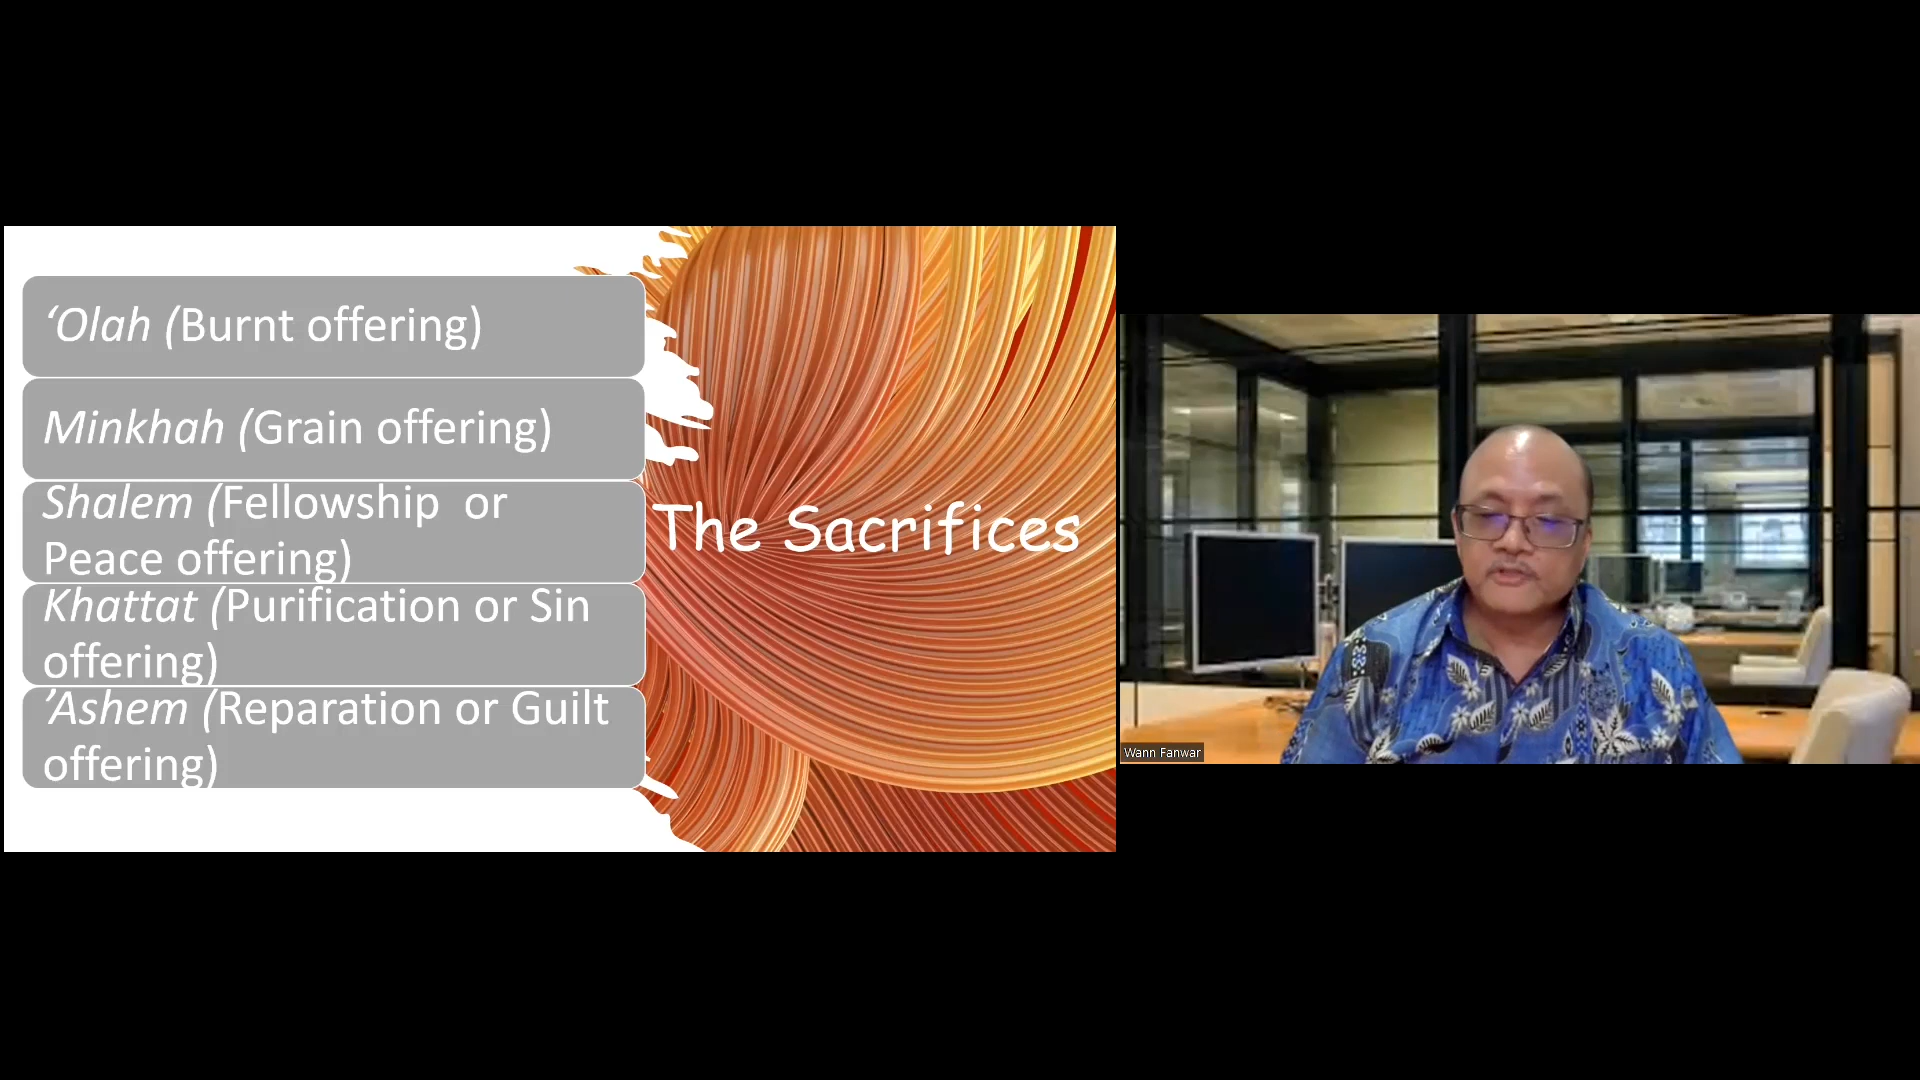 ‘Olah (Burnt offering)
Minkhah (Grain offering)
Shalem (Fellowship  or
Peace offering)
Khattat (Purification or Sin
offering)
’Ashem (Reparation or Guilt
offering)
The Sacrifices
Wann Fanwar